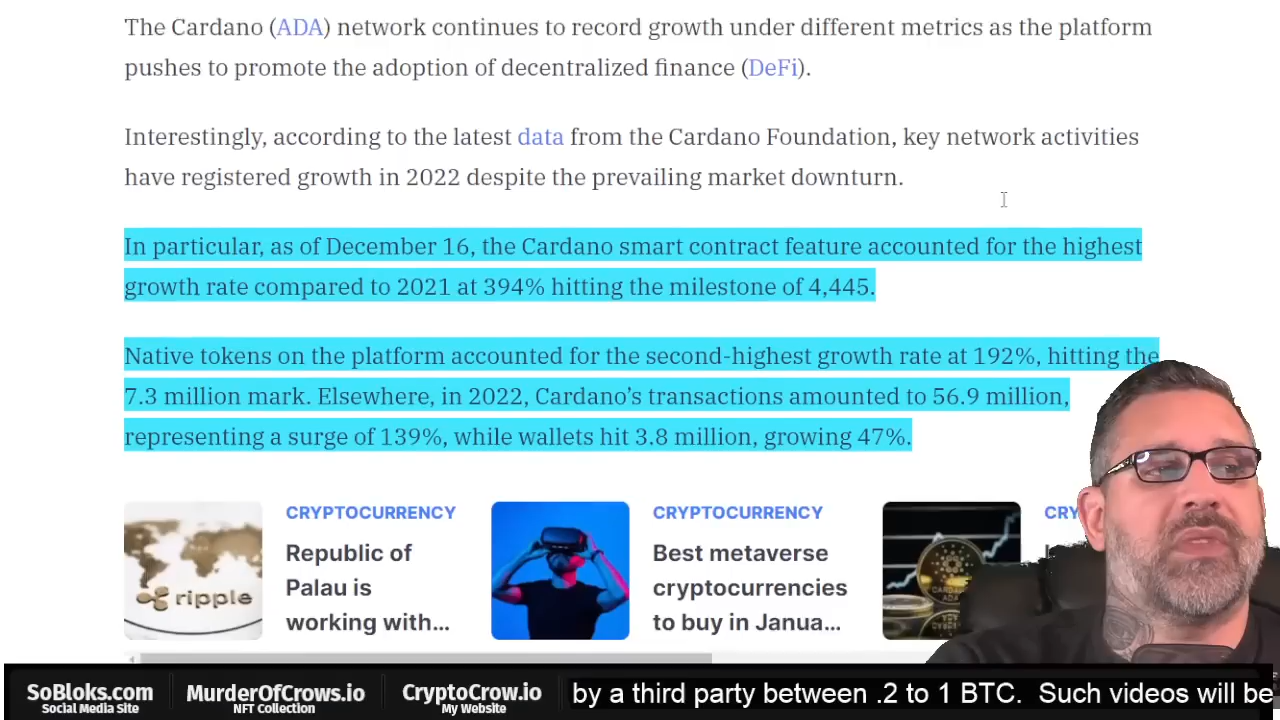 The Cardano (ADA) network continues to record growth under different metrics as the platform
pushes to promote the adoption of decentralized finance (DeFi).
Interestingly, according to the latest data from the Cardano Foundation, key network activities
have registered growth in 2022 despite the prevailing market downturn.
In particular, as of December 16, the Cardano smart contract feature accounted for the highest
growth rate compared to 2021 at 394% hitting the milestone of 4,445.
Native tokens on the platform accounted for the second-highest growth rate at 192%, hitting the
7.3 million mark. Elsewhere, in 2022, Cardano’s transactions amounted to 56.9 million,
representing a surge of 139%, while wallets hit 3.8 million, growing 47%.
ripple
CRYPTOCURRENCY
Republic of
Palau is
working with...
CRYPTOCURRENCY
Best metaverse
cryptocurrencies
to buy in Janua...
CARDANO
ADA
SoBloks.com
Social Media Site
MurderOfCrows.io
NFT Collection
CryptoCrow.io
My Website
by a third party between .2 to 1 BTC. Such videos will be